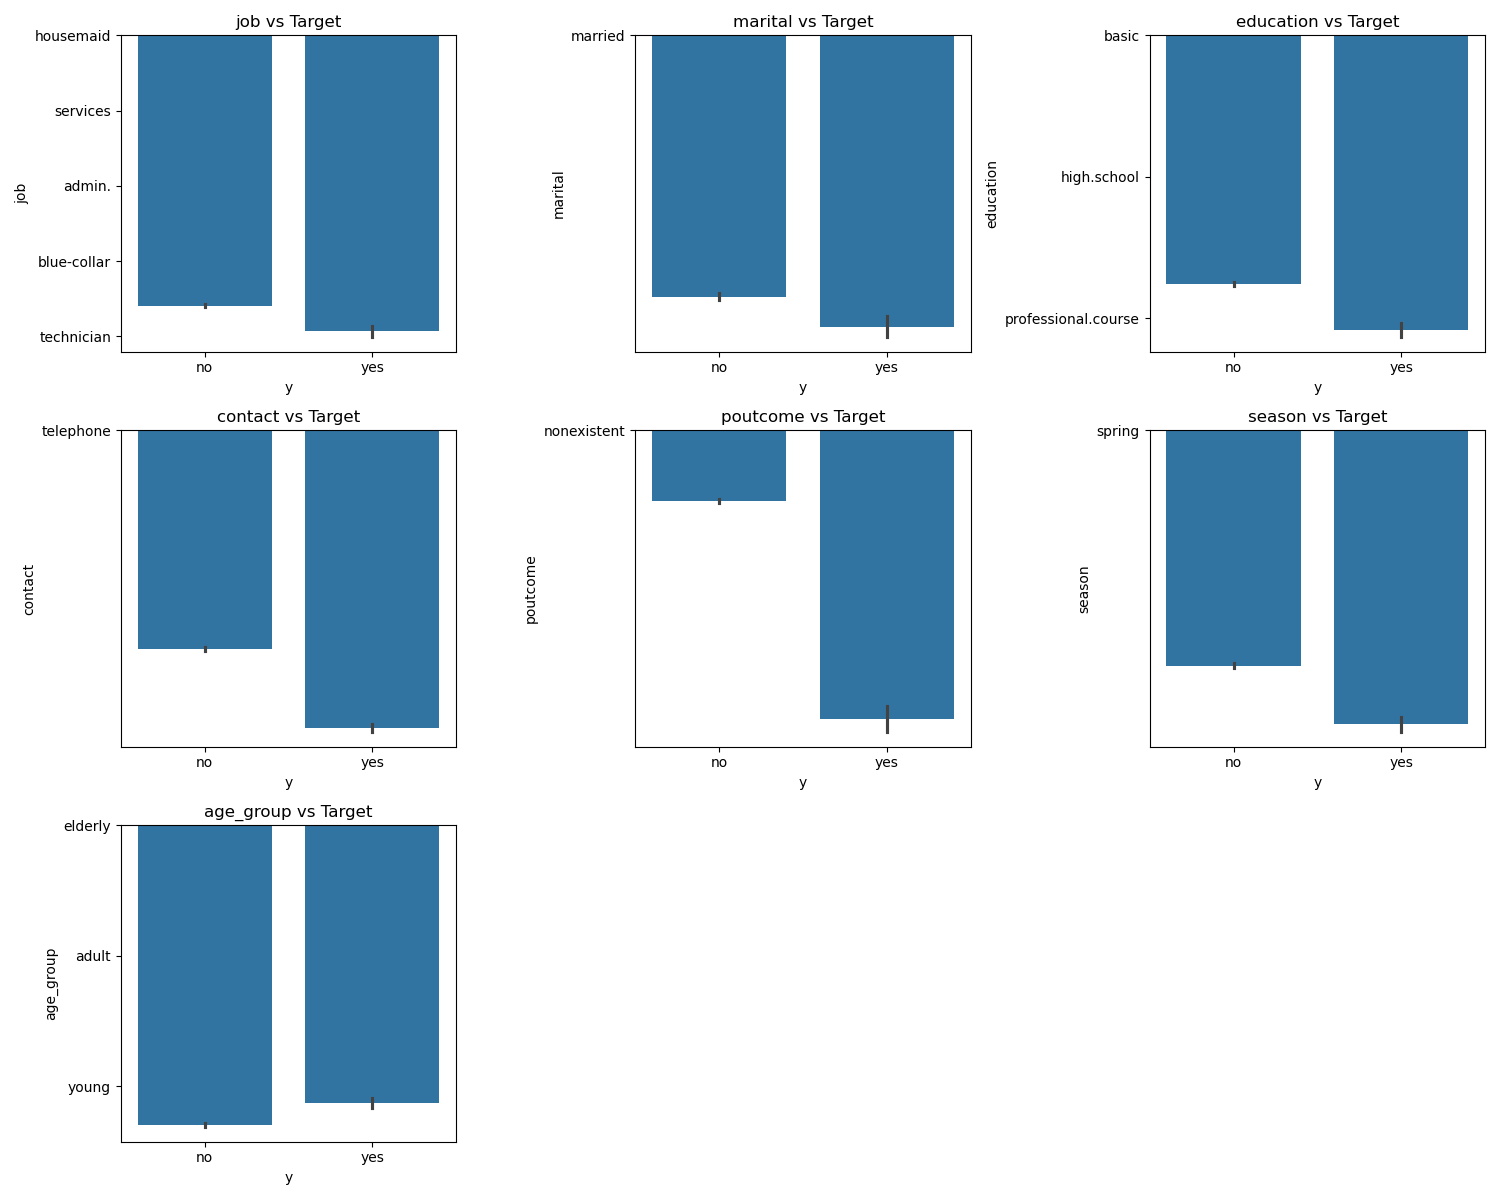 job vs Target
housemaid
services
admin.
blue-collar
technician
job
no
yes
y
marital vs Target
married
marital
no
yes
y
education vs Target
basic
high.school
professional.course
education
no
yes
y
contact vs Target
telephone
contact
no
yes
y
poutcome vs Target
nonexistent
poutcome
no
yes
y
season vs Target
spring
season
no
yes
y
age_group vs Target
elderly
adult
young
age_group
no
yes
y